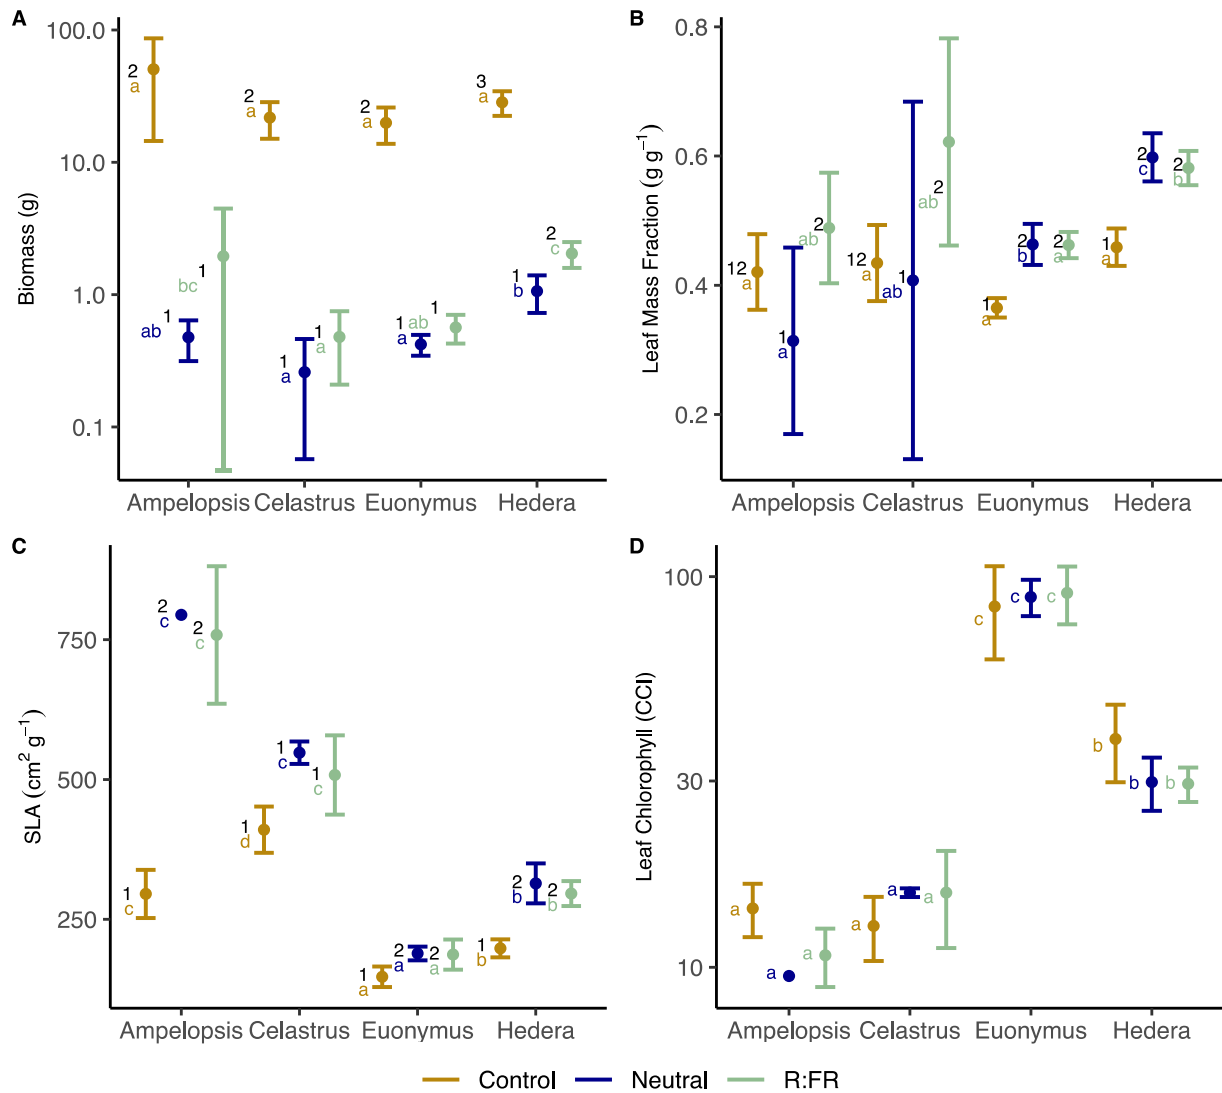 A
Biomass (g)
100.0
10.0
1.0
0.1
2
a
ab
1
bc
1
2
a
1
a
1
a
2
a
1
a
ab
1
3
a
1
b
2
c
Ampelopsis Celastrus Euonymus Hedera
B
Leaf Mass Fraction (g g⁻¹)
0.8
0.6
0.4
0.2
12
a
1
a
2
ab
12
a
1
ab
2
ab
1
a
2
b
2
a
1
a
2
c
2
b
Ampelopsis Celastrus Euonymus Hedera
C
SLA (cm² g⁻¹)
750
500
250
1
c
2
c
2
c
1
d
1
c
1
c
1
a
2
a
2
a
1
b
2
b
2
b
Ampelopsis Celastrus Euonymus Hedera
D
Leaf Chlorophyll (CCI)
100
30
10
a
a
a
a
a
a
c
c
c
b
b
b
Ampelopsis Celastrus Euonymus Hedera
Control Neutral R:FR